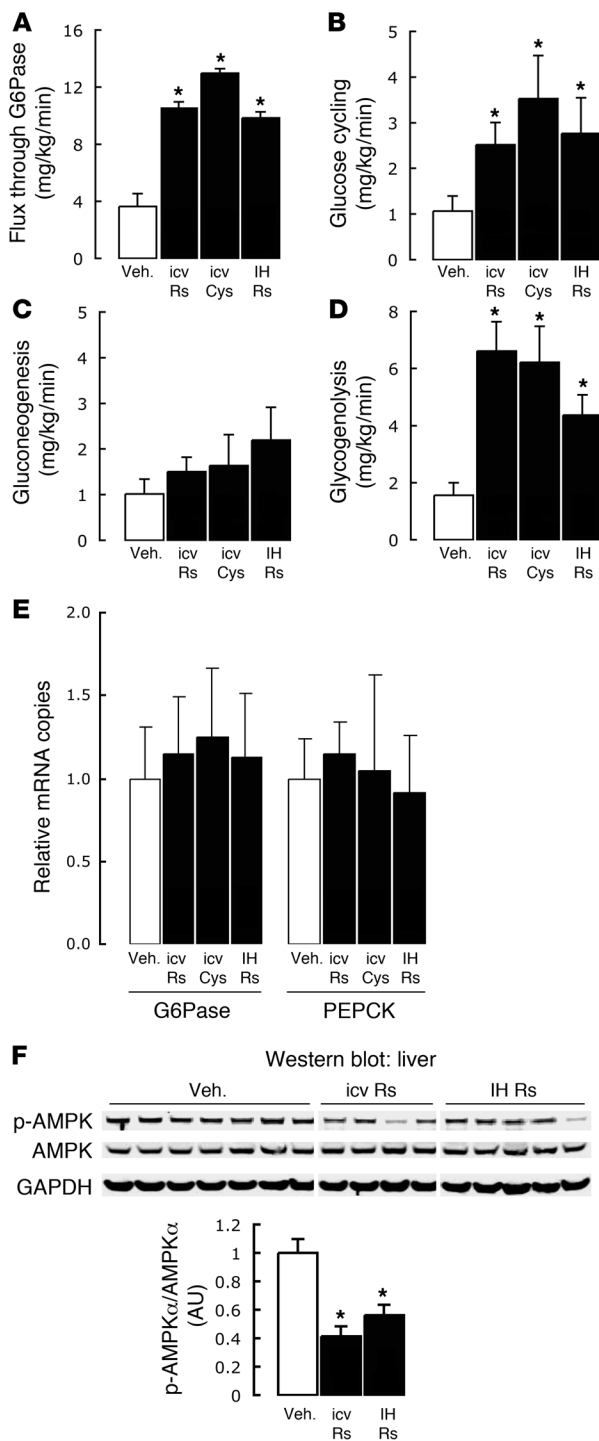 A
Flux through G6Pase
(mg/kg/min)
16
12
8
4
0
*
*
*
Veh.
icv
Rs
icv
Cys
IH
Rs
B
Glucose cycling
(mg/kg/min)
5
4
3
2
1
0
*
*
*
Veh.
icv
Rs
icv
Cys
IH
Rs
C
Gluconeogenesis
(mg/kg/min)
5
4
3
2
1
0
Veh.
icv
Rs
icv
Cys
IH
Rs
D
Glycogenolysis
(mg/kg/min)
8
6
4
2
0
*
*
*
Veh.
icv
Rs
icv
Cys
IH
Rs
E
Relative mRNA copies
2.0
1.5
1.0
0.5
0.0
Veh.
icv
Rs
icv
Cys
IH
Rs
Veh.
icv
Rs
icv
Cys
IH
Rs
G6Pase
PEPCK
F
Western blot: liver
Veh.
icv Rs
IH Rs
p-AMPK
AMPK
GAPDH
p-AMPKα/AMPKα
(AU)
1.2
1
0.8
0.6
0.4
0.2
0
*
*
Veh.
icv
Rs
IH
Rs